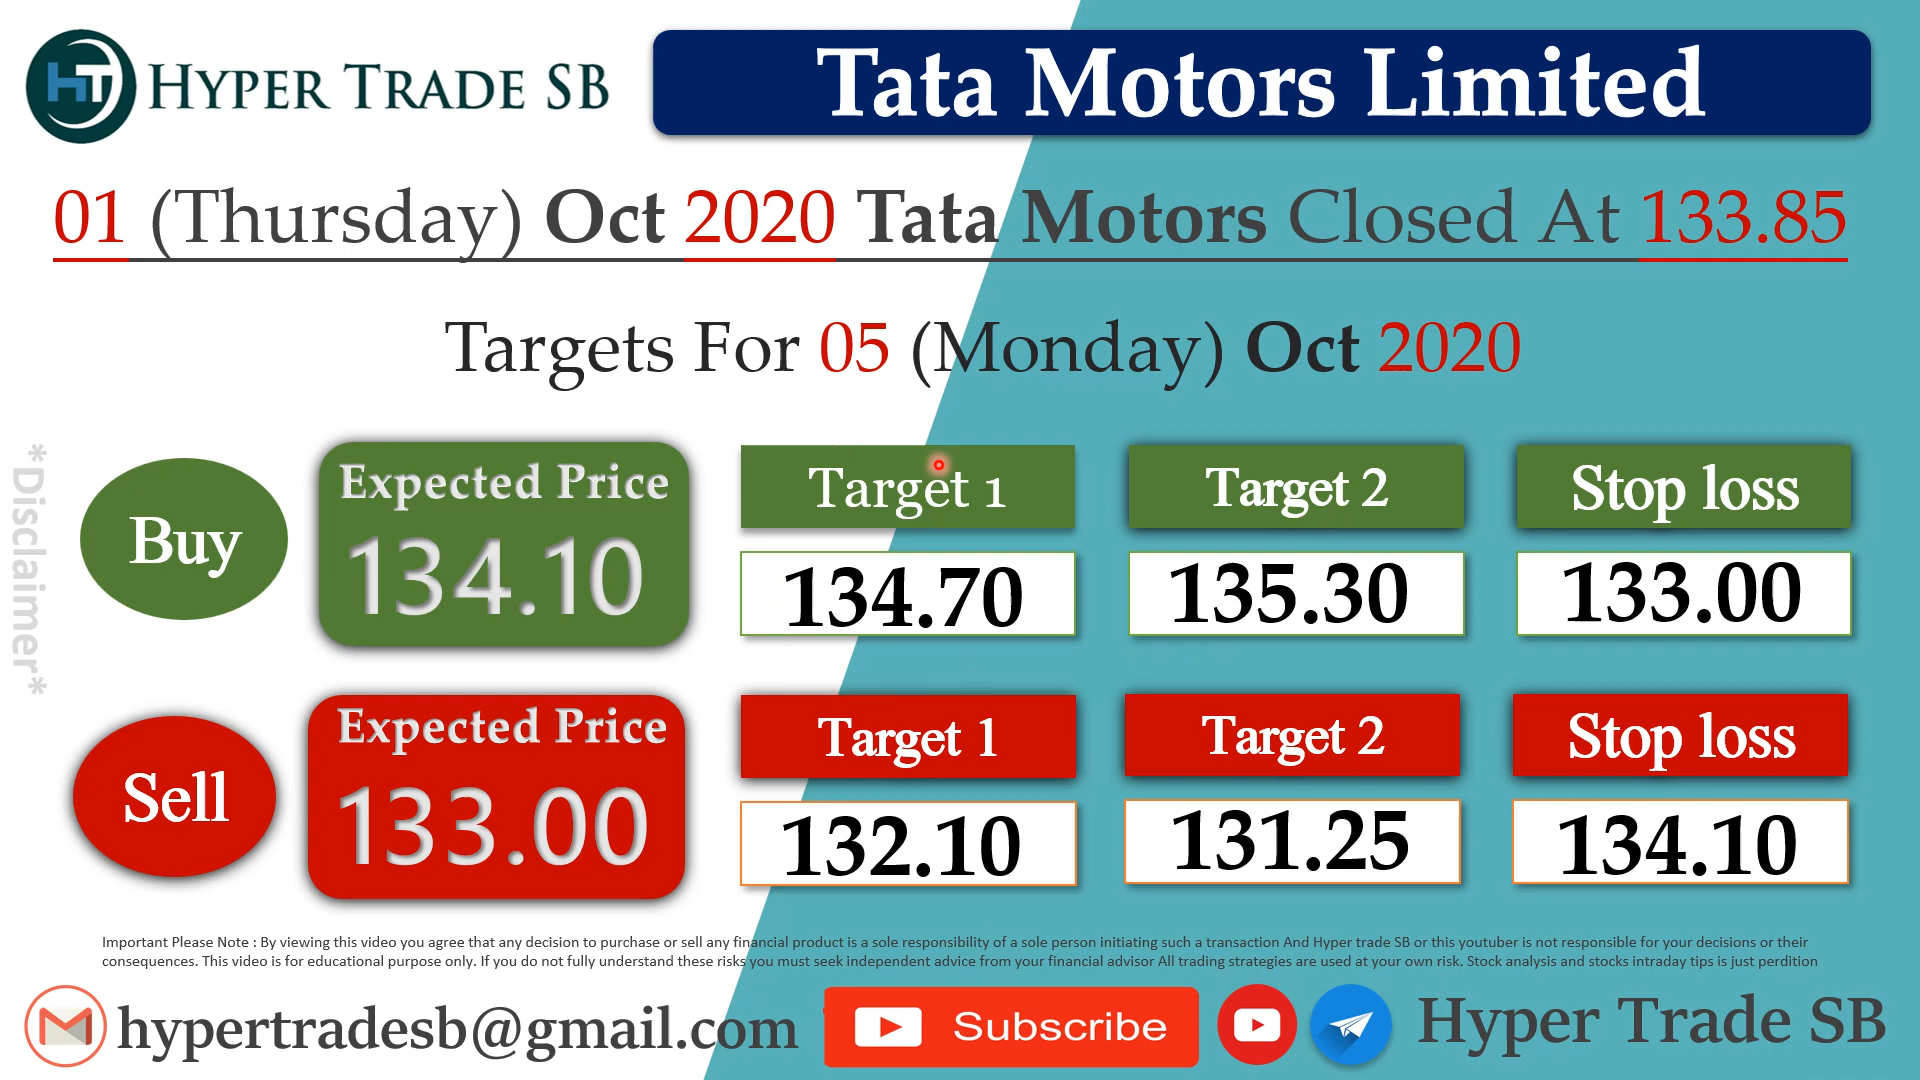 HT HYPER TRADE SB
Tata Motors Limited
01 (Thursday) Oct 2020 Tata Motors Closed At 133.85
Targets For 05 (Monday) Oct 2020
*Disclaimer*
Buy
Expected Price
134.10
Target 1
134.70
Target 2
135.30
Stop loss
133.00
Sell
Expected Price
133.00
Target 1
132.10
Target 2
131.25
Stop loss
134.10
Important Please Note : By viewing this video you agree that any decision to purchase or sell any financial product is a sole responsibility of a sole person initiating such a transaction And Hyper trade SB or this youtuber is not responsible for your decisions or their
consequences. This video is for educational purpose only. If you do not fully understand these risks you must seek independent advice from your financial advisor All trading strategies are used at your own risk. Stock analysis and stocks intraday tips is just perdition
hypertradesb@gmail.com
Subscribe
Hyper Trade SB